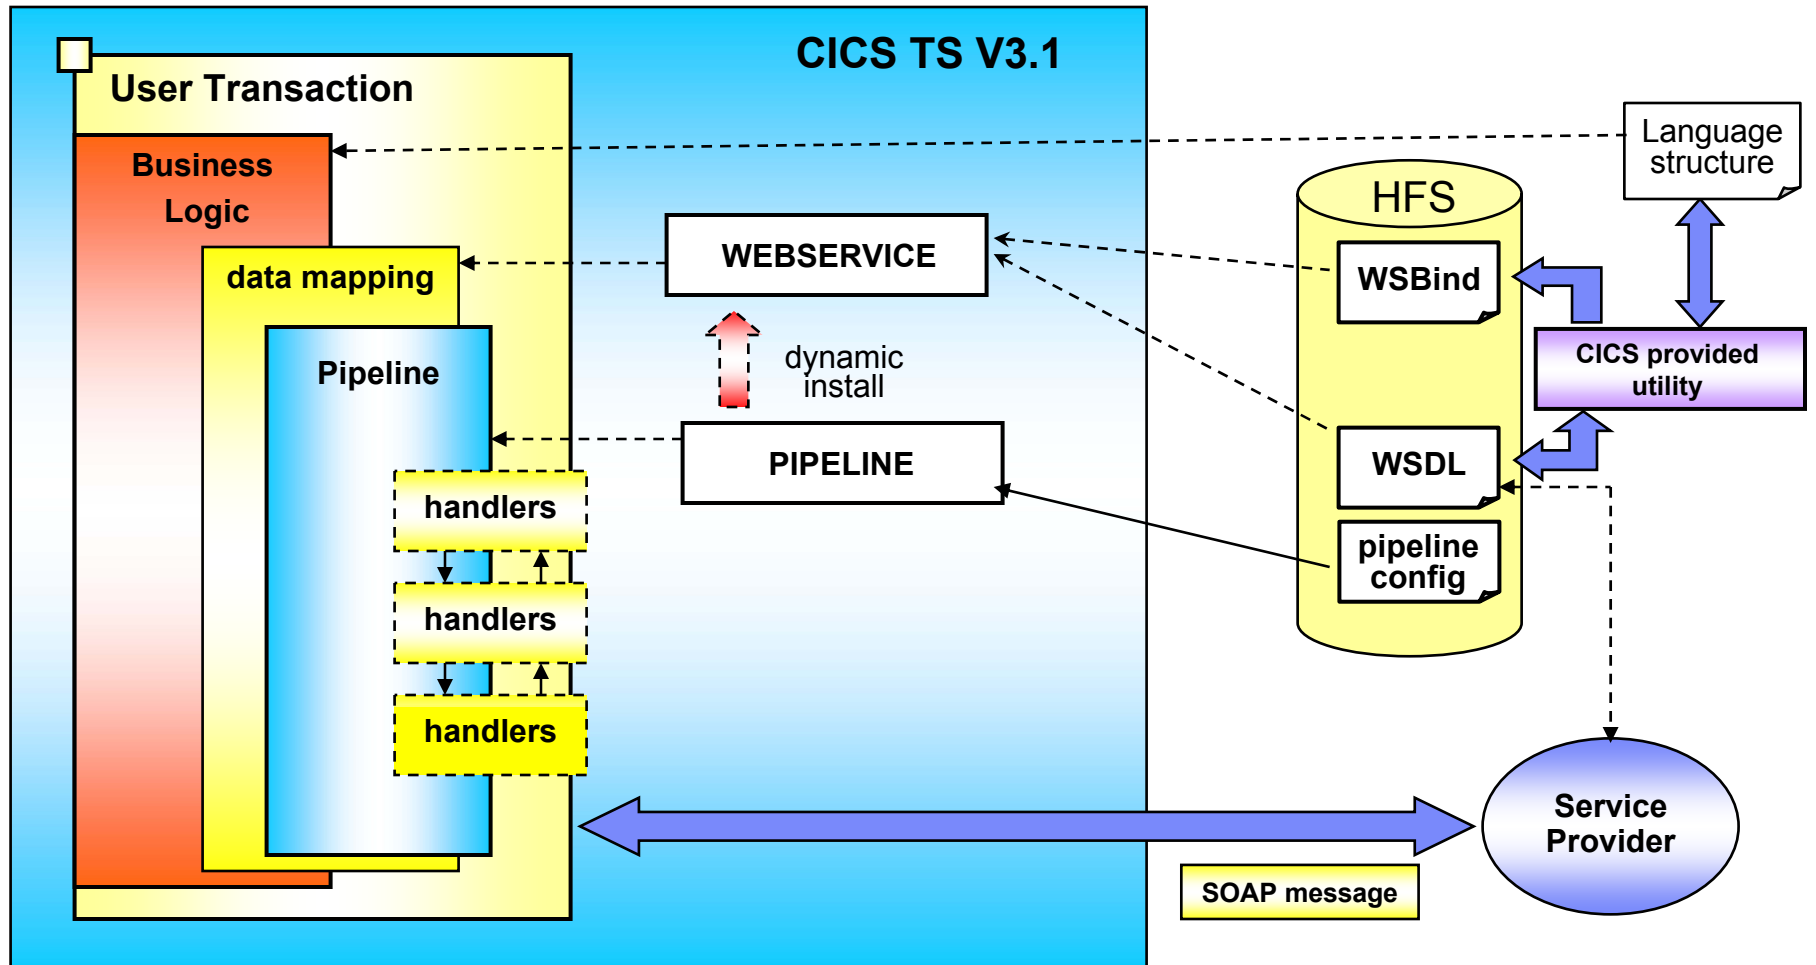 CICS TS V3.1
User Transaction
Business
Logic
data mapping
Pipeline
handlers
handlers
handlers
WEBSERVICE
dynamic
install
PIPELINE
HFS
WSBind
WSDL
pipeline
config
Language
structure
CICS provided
utility
Service
Provider
SOAP message